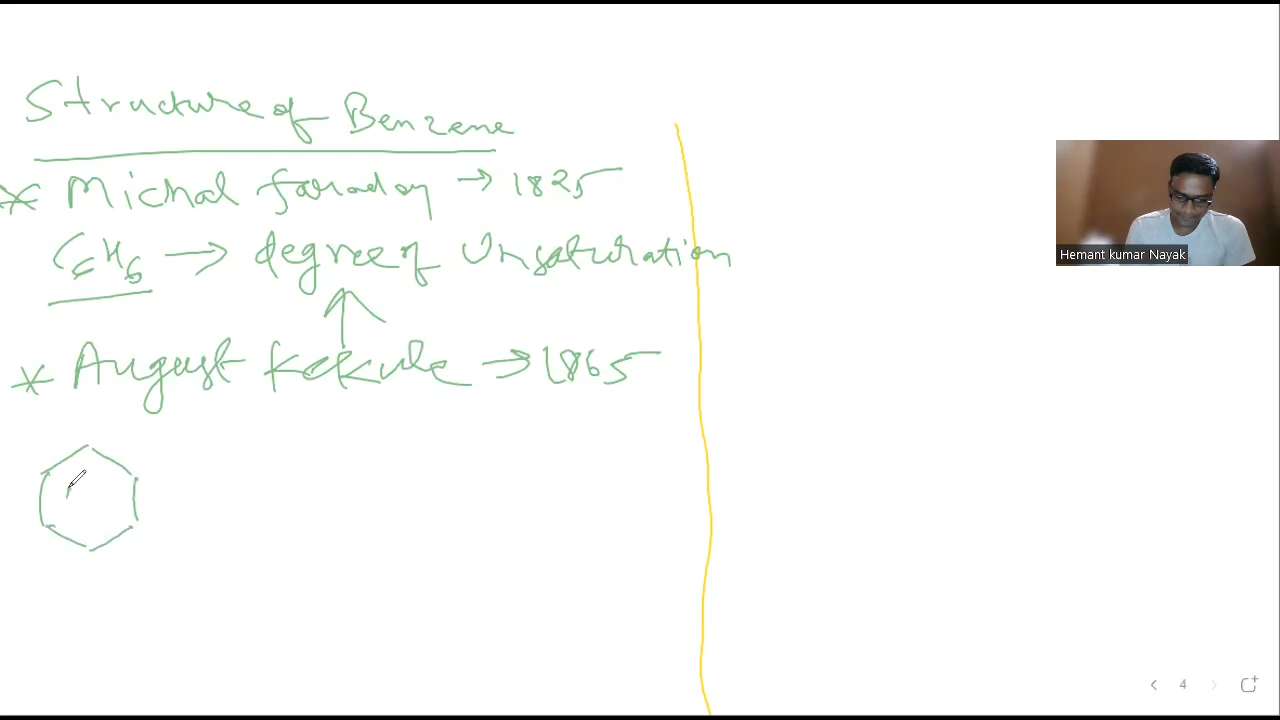 Structure of Benzene
* Michal faraday → 1825
C6H6 → degree of Unsaturation
* August kekule → 1865
Hemant kumar Nayak
4